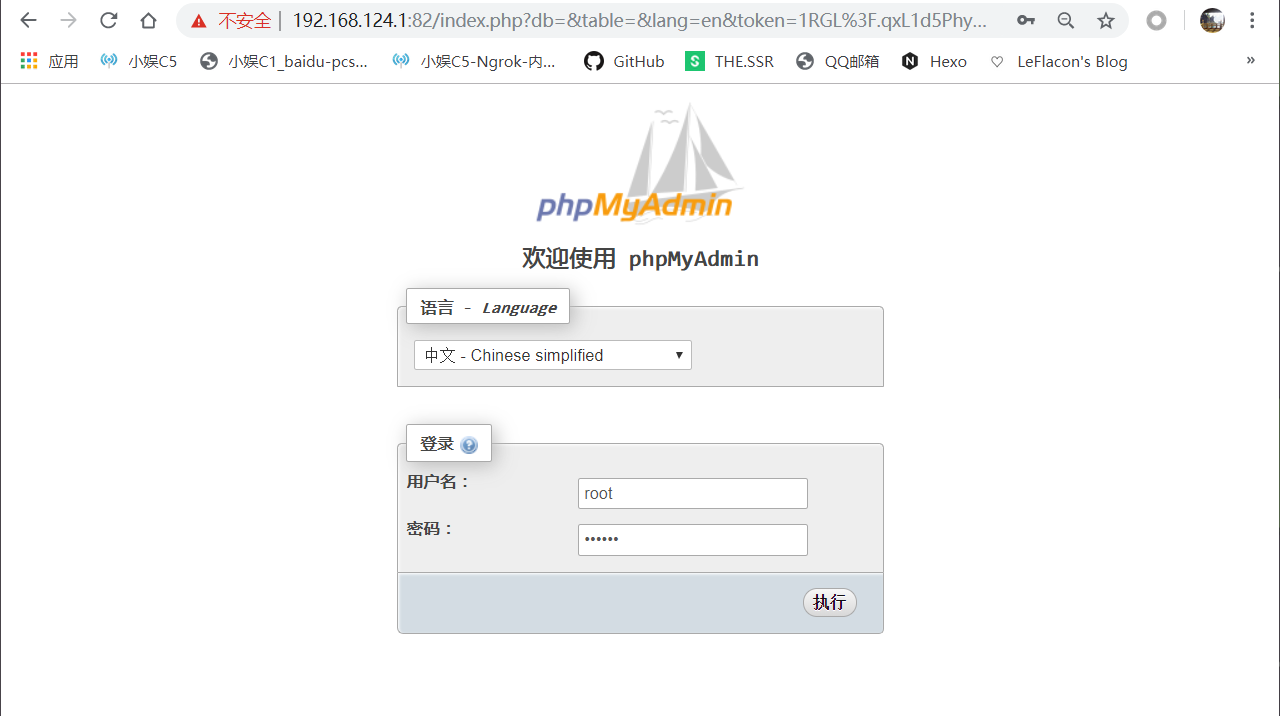 不安全 | 192.168.124.1:82/index.php?db=&table=&lang=en&token=1RGL%3F.qxL1d5Phy...
应用 小娱C5 小娱C1_baidu-pcs... 小娱C5-Ngrok-内... GitHub S THE.SSR QQ邮箱 N Hexo LeFlacon's Blog »
phpMyAdmin
欢迎使用 phpMyAdmin
语言 - Language
中文 - Chinese simplified
登录 ?
用户名：
root
密码：
••••••
执行